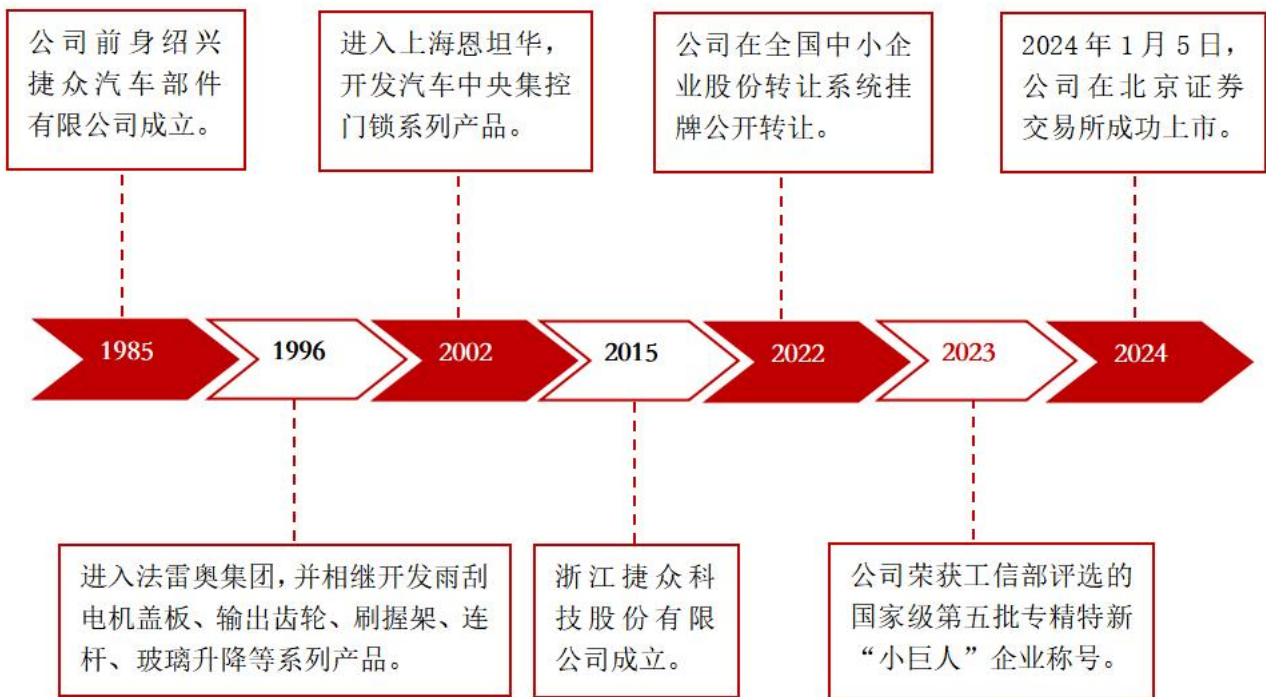 公司前身绍兴
捷众汽车部件
有限公司成立。
进入上海恩坦华，
开发汽车中央集控
门锁系列产品。
公司在全国中小企
业股份转让系统挂
牌公开转让。
2024年1月5日，
公司在北京证券
交易所成功上市。
1985
1996
2002
2015
2022
2023
2024
进入法雷奥集团，并相继开发雨刮
电机盖板、输出齿轮、刷握架、连
杆、玻璃升降等系列产品。
浙江捷众科
技股份有限
公司成立。
公司荣获工信部评选的
国家级第五批专精特新
“小巨人”企业称号。